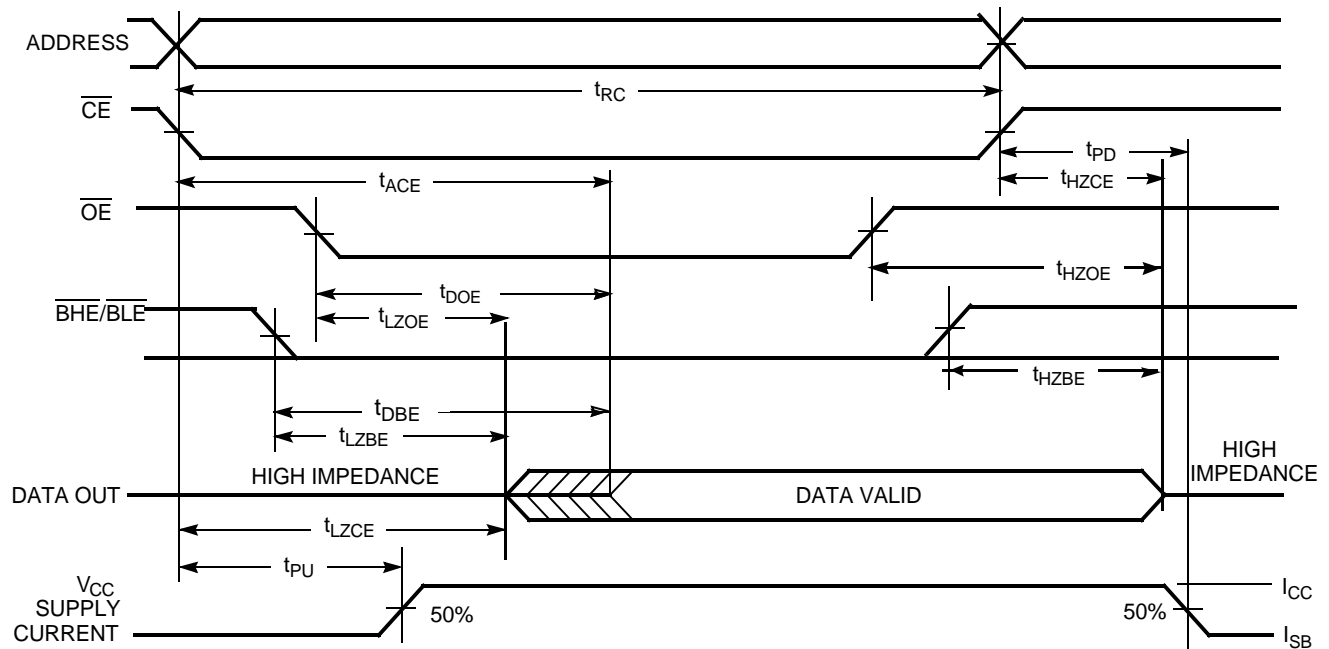 ADDRESS
tRC
CE
tPD
tACE
tHZCE
OE
tHZOE
tDOE
BHE/BLE
tLZOE
tHZBE
tDBE
tLZBE
HIGH IMPEDANCE
HIGH
IMPEDANCE
DATA OUT
DATA VALID
tLZCE
tPU
VCC
SUPPLY
CURRENT
50%
50%
ICC
ISB